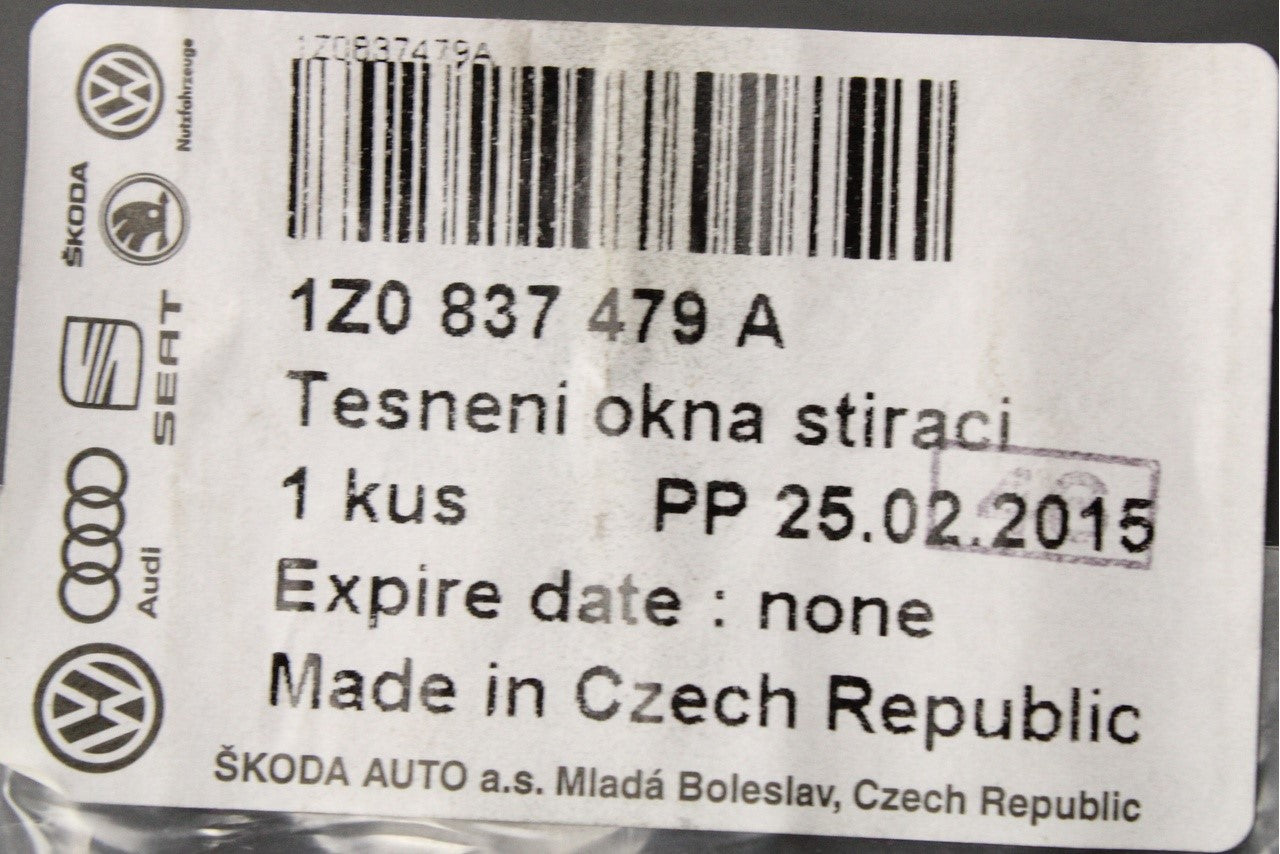 1Z0837479A
1Z0 837 479 A
Tesneni okna stiraci
1 kus PP 25.02.2015
Expire date : none
Made in Czech Republic
ŠKODA AUTO a.s. Mladá Boleslav, Czech Republic
Nutzfahrzeuge
ŠKODA
SEAT
Audi